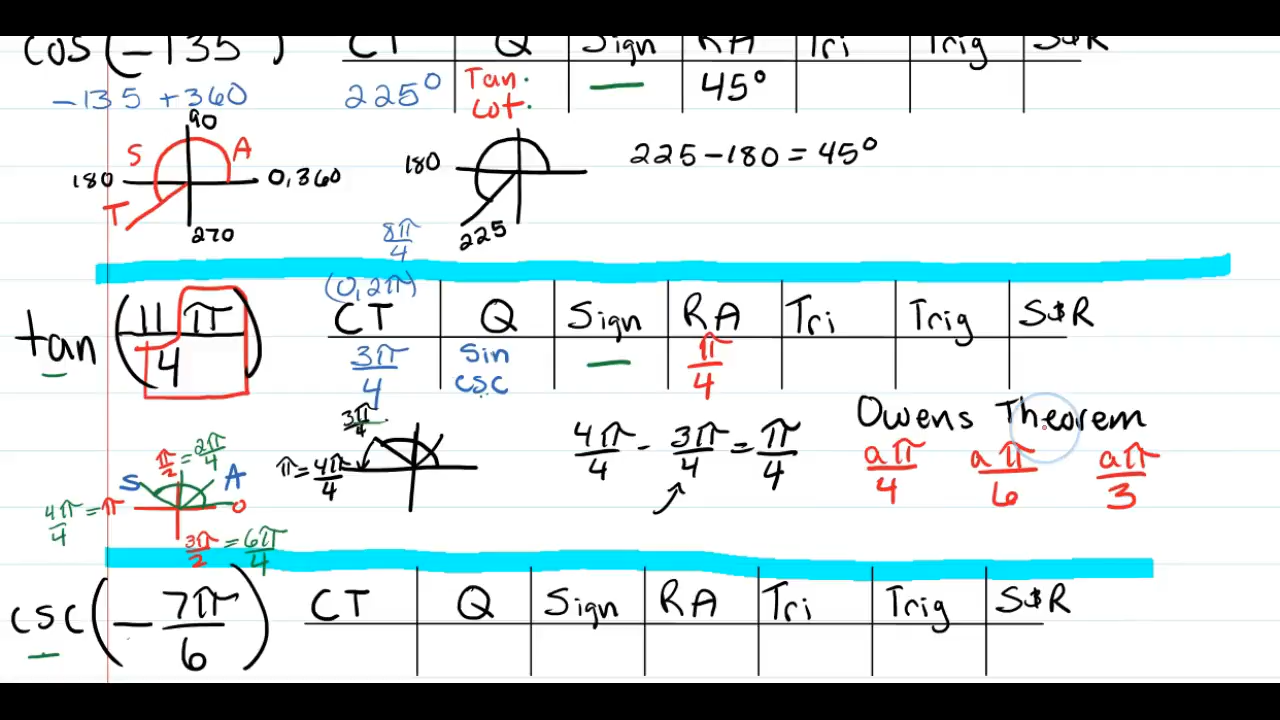 cos(-135°) CT Q Sign RA Tri Trig S&R
-135 +360 225° Tan Cot — 45°
90
S A
180 0,360
T
270
180
225
225-180=45°
8π/4
(0,2π)
tan(11π/4) CT Q Sign RA Tri Trig S&R
3π/4 Sin csc — π/4
3π/4
π=4π/4
4π/4 - 3π/4 = π/4
Owens Theorem
aπ/4 aπ/6 aπ/3
π/2=2π/4
S A
4π/4=π 0
3π/2=6π/4
csc(-7π/6) CT Q Sign RA Tri Trig S&R